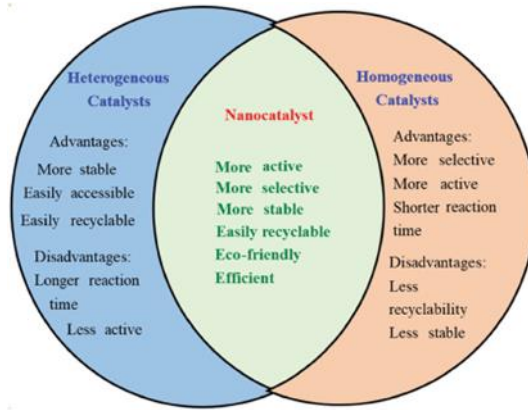 Heterogeneous
Catalysts
Advantages:
More stable
Easily accessible
Easily recyclable
Disadvantages:
Longer reaction
time
Less active
Nanocatalyst
More active
More selective
More stable
Easily recyclable
Eco-friendly
Efficient
Homogeneous
Catalysts
Advantages:
More selective
More active
Shorter reaction
time
Disadvantages:
Less
recyclability
Less stable